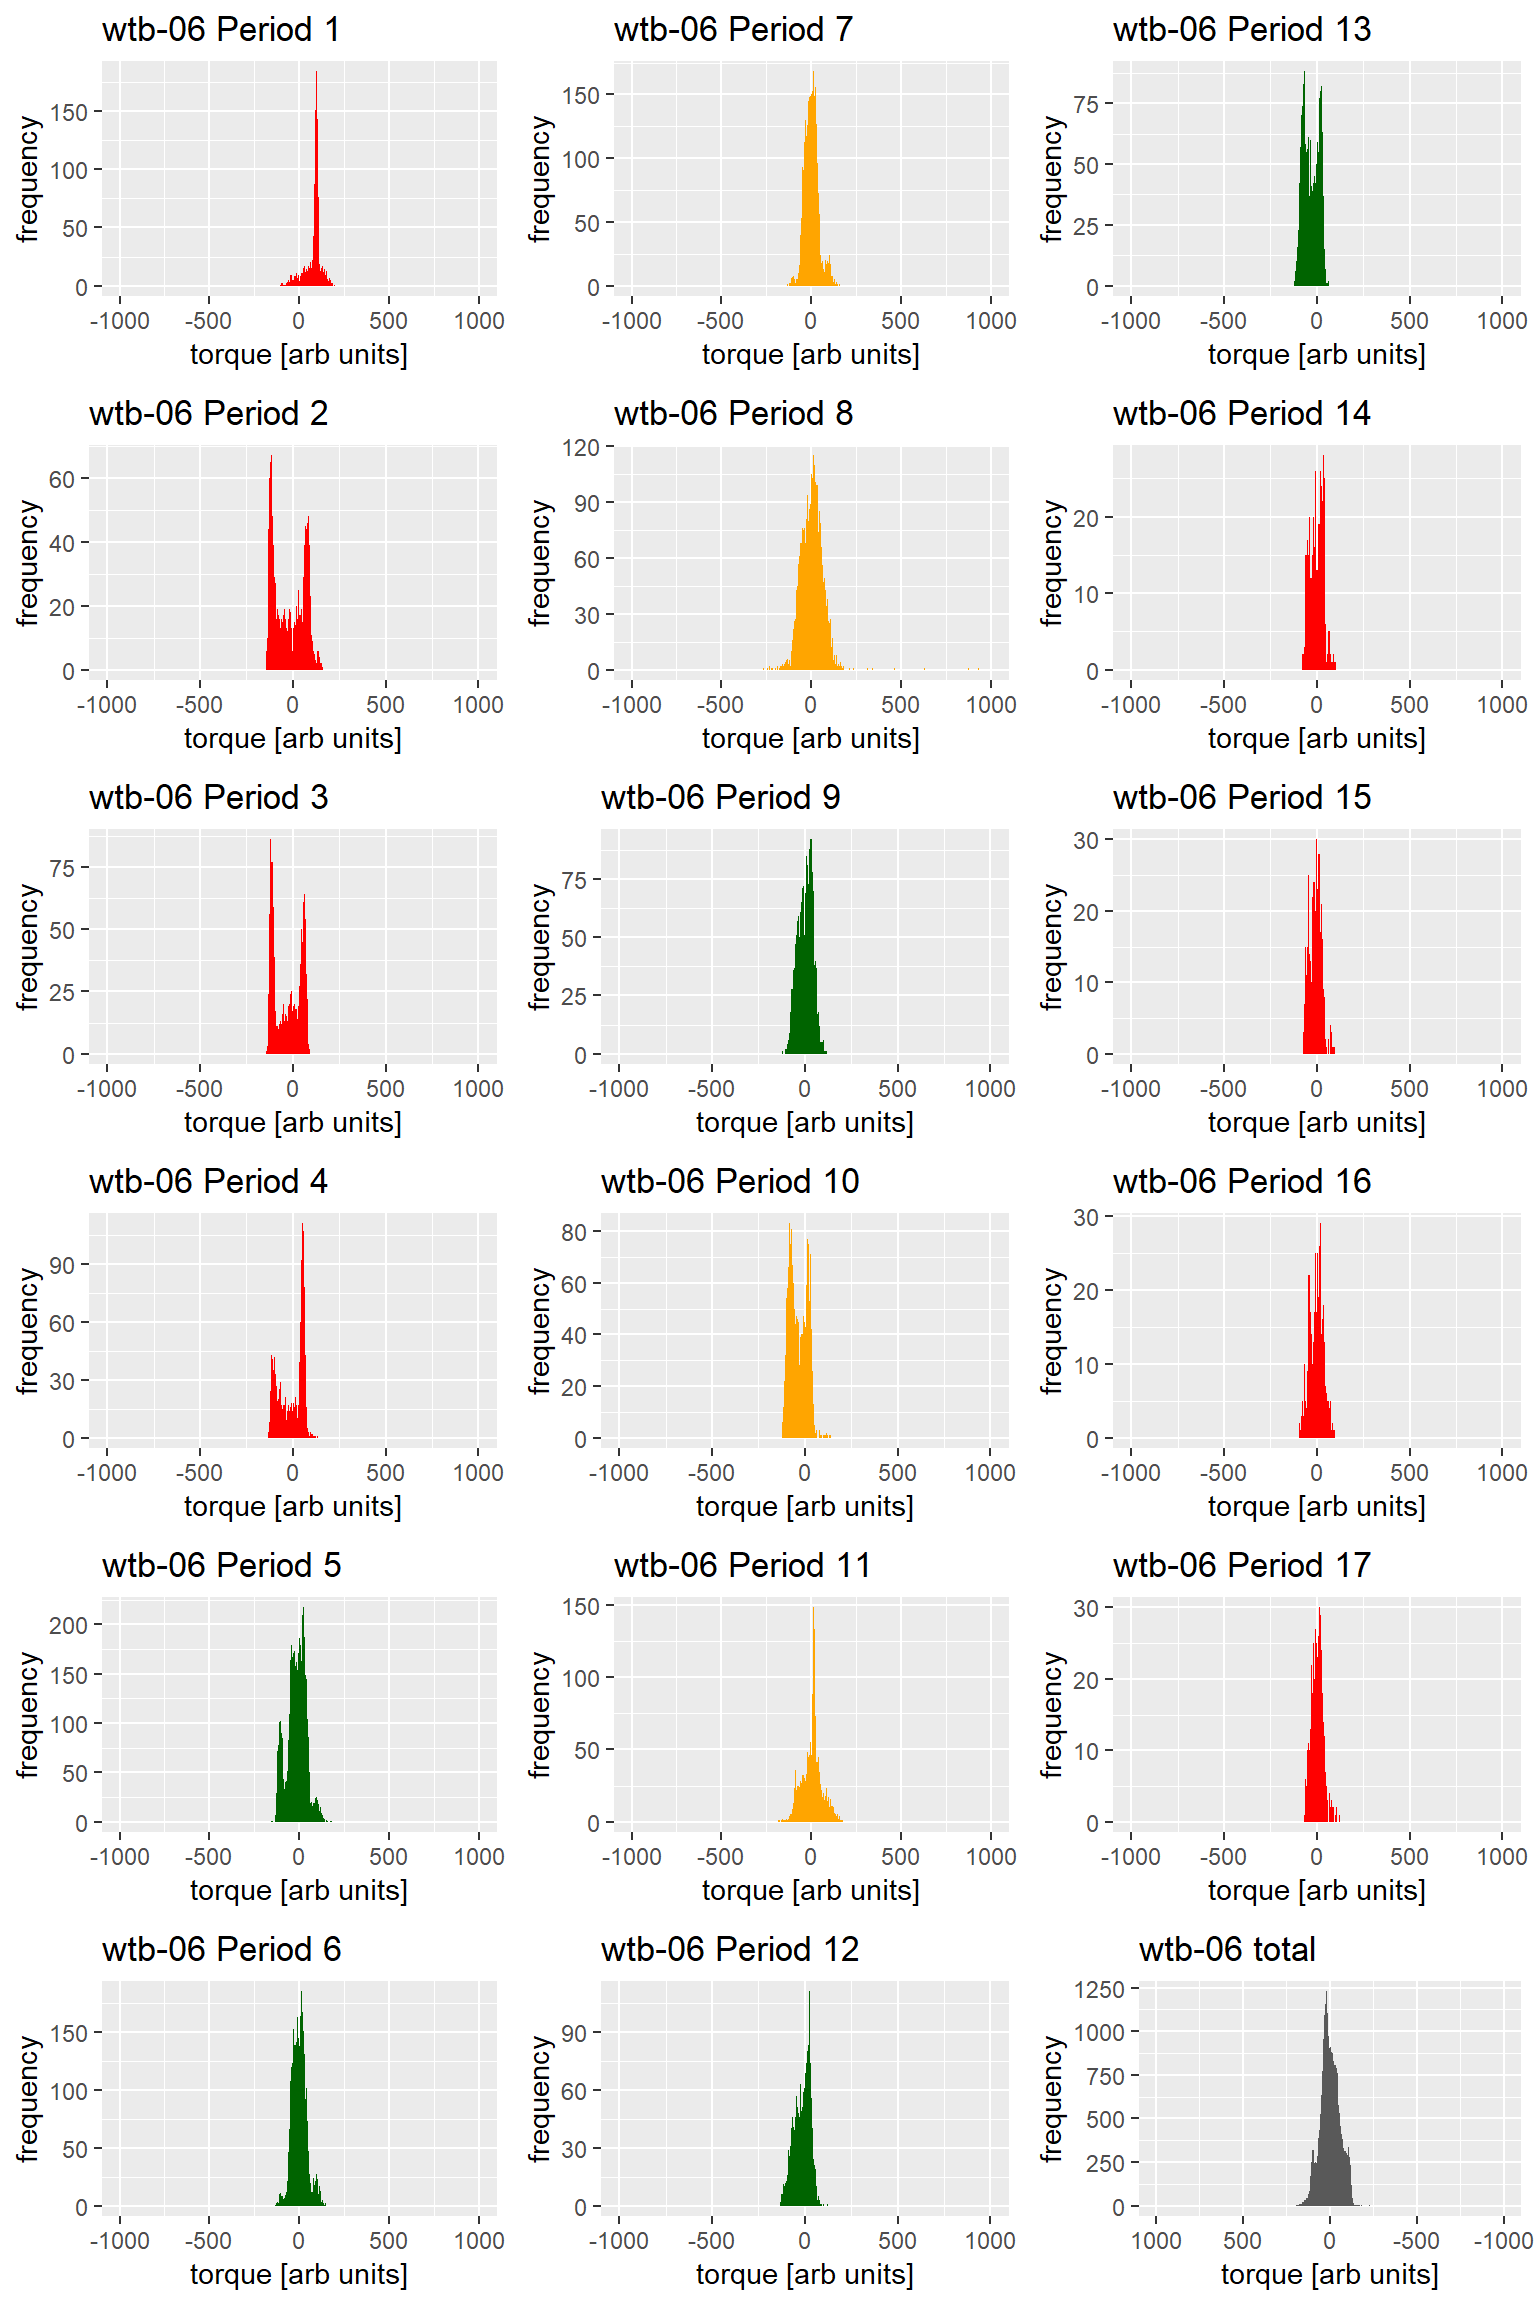 wtb-06 Period 1
frequency
150
100
50
0
-1000 -500 0 500 1000
torque [arb units]
wtb-06 Period 7
frequency
150
100
50
0
-1000 -500 0 500 1000
torque [arb units]
wtb-06 Period 13
frequency
75
50
25
0
-1000 -500 0 500 1000
torque [arb units]
wtb-06 Period 2
frequency
60
40
20
0
-1000 -500 0 500 1000
torque [arb units]
wtb-06 Period 8
frequency
120
90
60
30
0
-1000 -500 0 500 1000
torque [arb units]
wtb-06 Period 14
frequency
20
10
0
-1000 -500 0 500 1000
torque [arb units]
wtb-06 Period 3
frequency
75
50
25
0
-1000 -500 0 500 1000
torque [arb units]
wtb-06 Period 9
frequency
75
50
25
0
-1000 -500 0 500 1000
torque [arb units]
wtb-06 Period 15
frequency
30
20
10
0
-1000 -500 0 500 1000
torque [arb units]
wtb-06 Period 4
frequency
90
60
30
0
-1000 -500 0 500 1000
torque [arb units]
wtb-06 Period 10
frequency
80
60
40
20
0
-1000 -500 0 500 1000
torque [arb units]
wtb-06 Period 16
frequency
30
20
10
0
-1000 -500 0 500 1000
torque [arb units]
wtb-06 Period 5
frequency
200
150
100
50
0
-1000 -500 0 500 1000
torque [arb units]
wtb-06 Period 11
frequency
150
100
50
0
-1000 -500 0 500 1000
torque [arb units]
wtb-06 Period 17
frequency
30
20
10
0
-1000 -500 0 500 1000
torque [arb units]
wtb-06 Period 6
frequency
150
100
50
0
-1000 -500 0 500 1000
torque [arb units]
wtb-06 Period 12
frequency
90
60
30
0
-1000 -500 0 500 1000
torque [arb units]
wtb-06 total
frequency
1250
1000
750
500
250
0
1000 500 0 -500 -1000
torque [arb units]